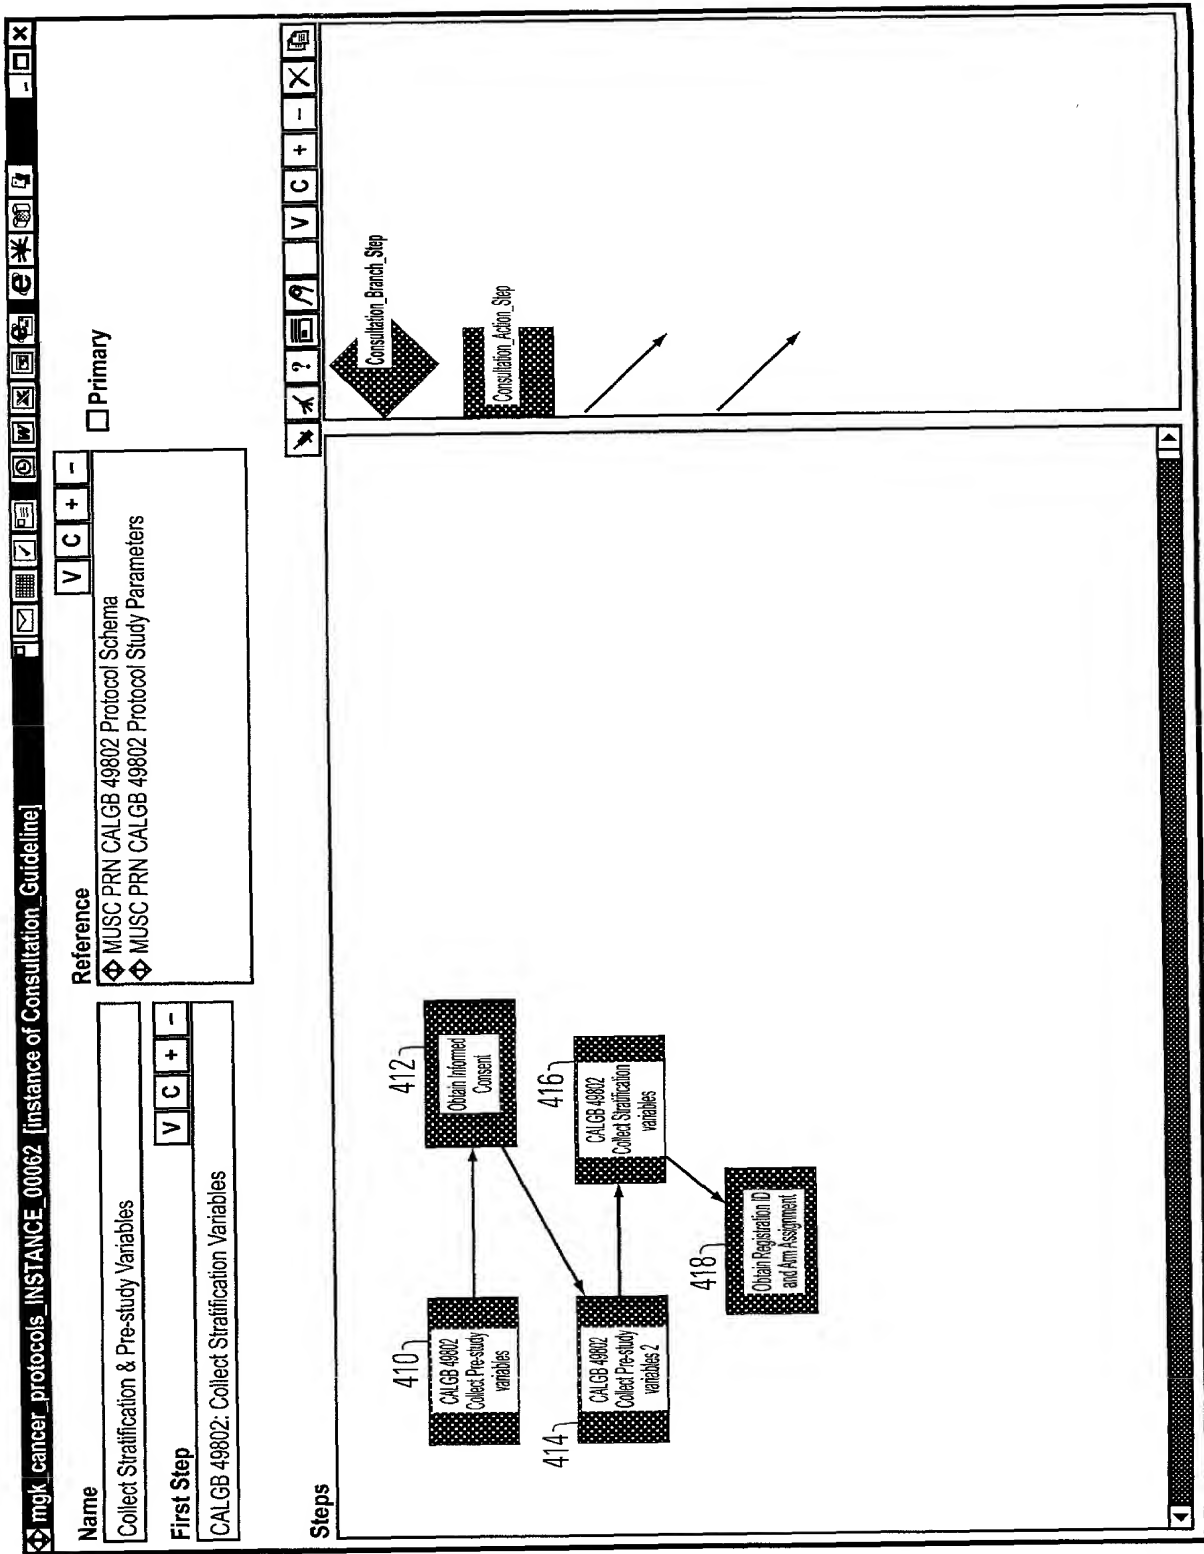 mgk_cancer_protocols_INSTANCE_00062 [instance of Consultation_Guideline]
Name
Collect Stratification & Pre-study Variables
First Step
V C + -
CALGB 49802: Collect Stratification Variables
Reference
V C + -
MUSC PRN CALGB 49802 Protocol Schema
MUSC PRN CALGB 49802 Protocol Study Parameters
Primary
Steps
? V C + -
410
CALGB 49802
Collect Pre-study
variables
412
Obtain Informed
Consent
414
CALGB 49802
Collect Pre-study
variables 2
416
CALGB 49802
Collect Stratification
variables
418
Obtain Registration ID
and Arm Assignment
Consultation_Branch_Step
Consultation_Action_Step